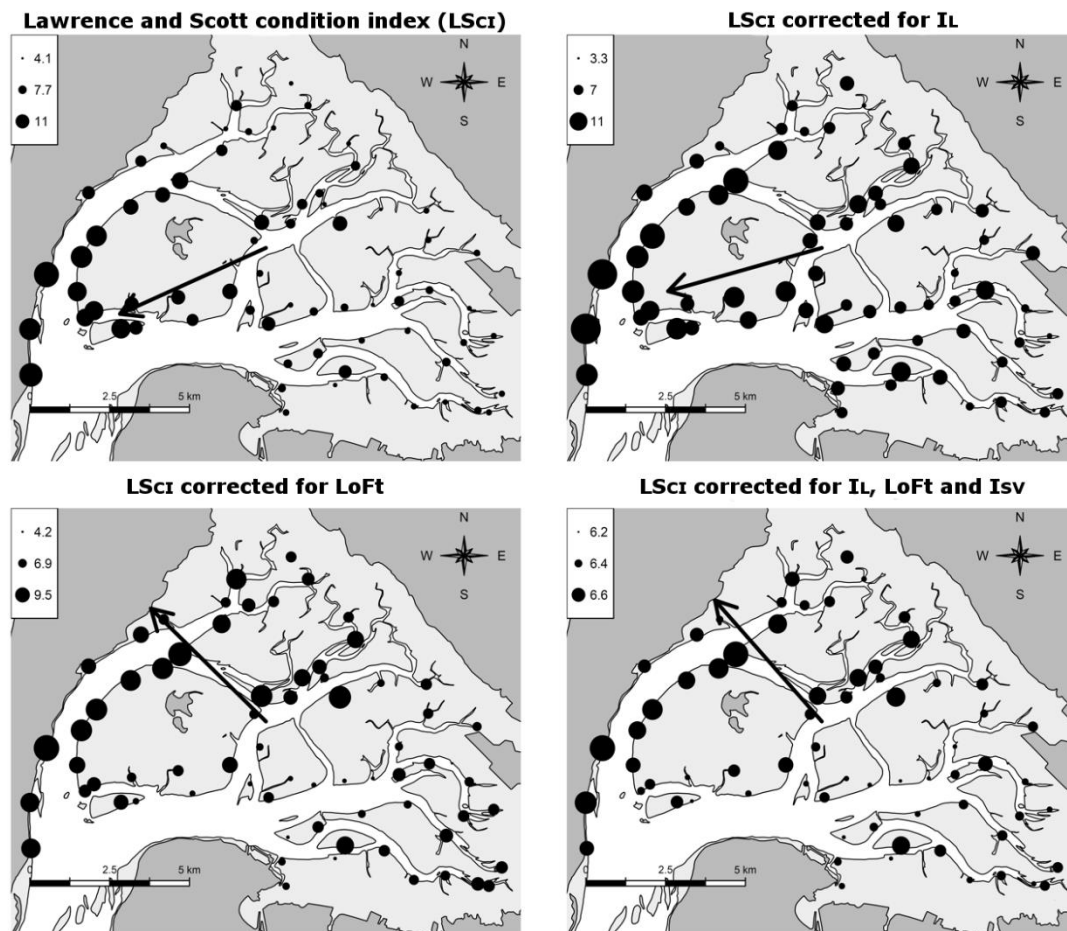 Lawrence and Scott condition index (LSCI)
4.1
7.7
11
N
W E
S
0 2.5 5 km
LSCI corrected for IL
3.3
7
11
N
W E
S
0 2.5 5 km
LSCI corrected for LoFt
4.2
6.9
9.5
N
W E
S
0 2.5 5 km
LSCI corrected for IL, LoFt and ISV
6.2
6.4
6.6
N
W E
S
0 2.5 5 km